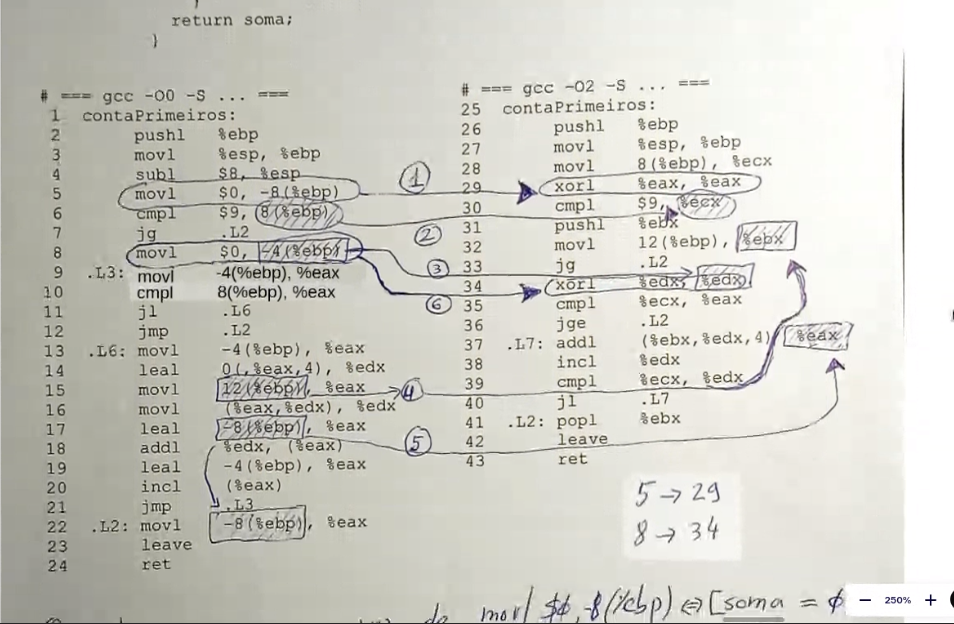 }
return soma;
}
# === gcc -O0 -S ... ===
1 contaPrimeiros:
2 pushl %ebp
3 movl %esp, %ebp
4 subl $8, %esp
5 movl $0, -8(%ebp)
6 cmpl $9, 8(%ebp)
7 jg .L2
8 movl $0, -4(%ebp)
9 .L3: movl -4(%ebp), %eax
10 cmpl 8(%ebp), %eax
11 jl .L6
12 jmp .L2
13 .L6: movl -4(%ebp), %eax
14 leal 0(,%eax,4), %edx
15 movl 12(%ebp), %eax
16 movl (%eax,%edx), %edx
17 leal -8(%ebp), %eax
18 addl %edx, (%eax)
19 leal -4(%ebp), %eax
20 incl (%eax)
21 jmp .L3
22 .L2: movl -8(%ebp), %eax
23 leave
24 ret
1
2
3
6
4
5
# === gcc -O2 -S ... ===
25 contaPrimeiros:
26 pushl %ebp
27 movl %esp, %ebp
28 movl 8(%ebp), %ecx
29 xorl %eax, %eax
30 cmpl $9, %ecx
31 pushl %ebx
32 movl 12(%ebp), %ebx
33 jg .L2
34 xorl %edx, %edx
35 cmpl %ecx, %eax
36 jge .L2
37 .L7: addl (%ebx,%edx,4), %eax
38 incl %edx
39 cmpl %ecx, %edx
40 jl .L7
41 .L2: popl %ebx
42 leave
43 ret
5 → 29
8 → 34
movl $0, -8(%ebp) ⇔ [soma = 0
− 250% +